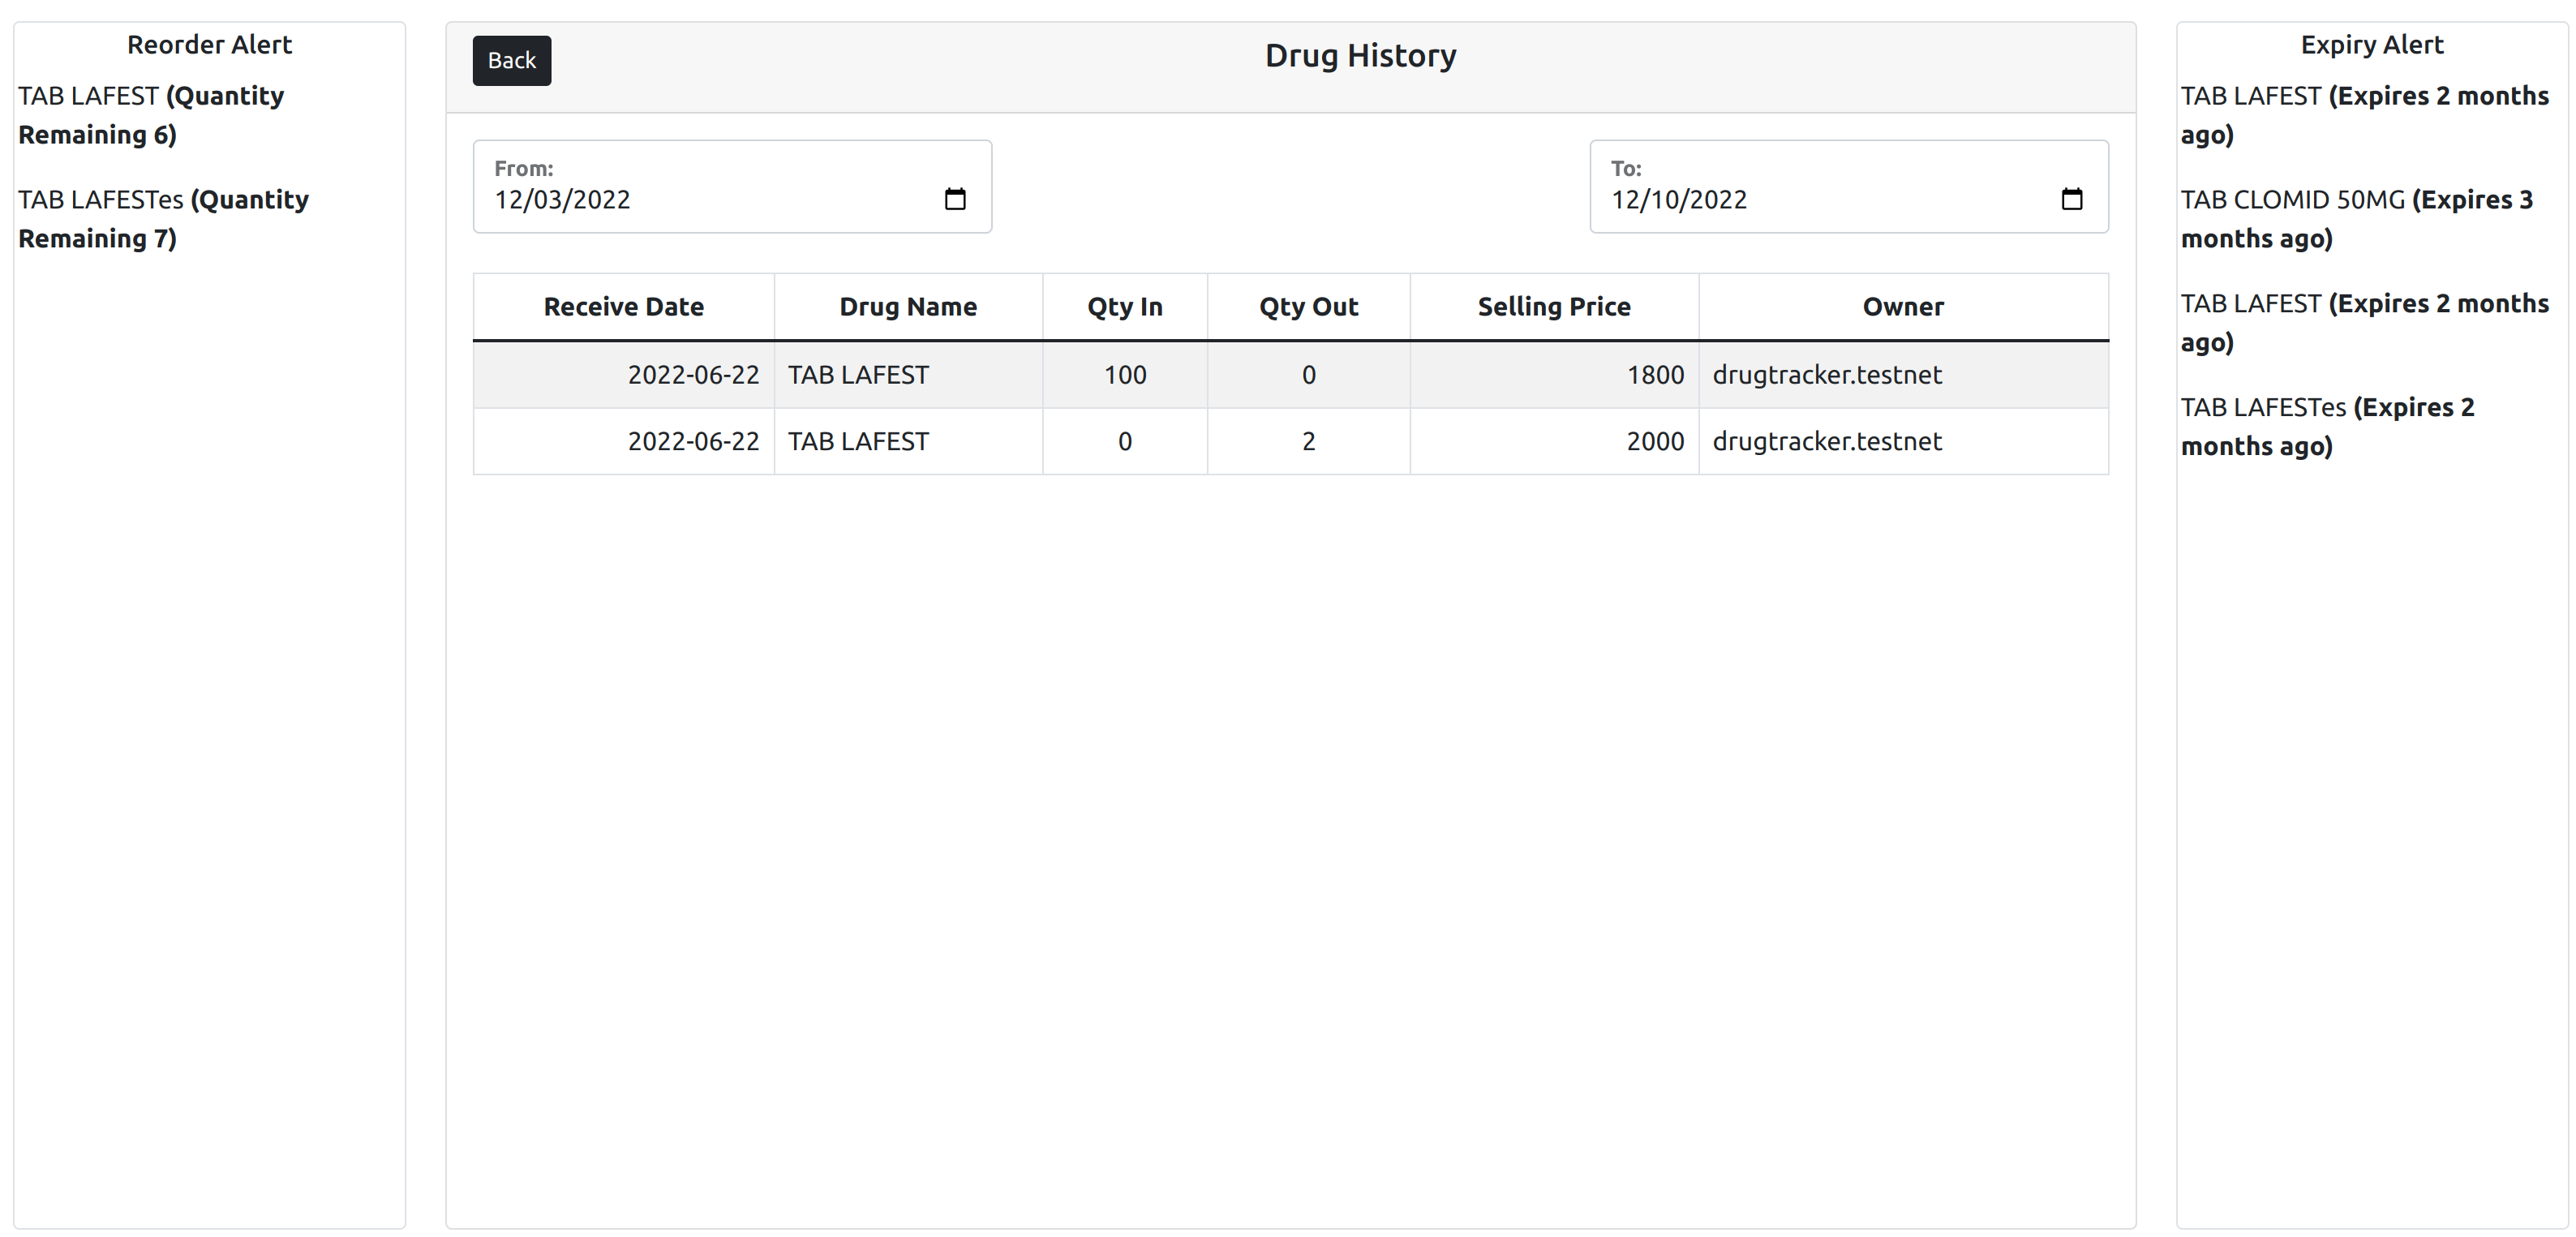 Reorder Alert
TAB LAFEST (Quantity
Remaining 6)
TAB LAFESTes (Quantity
Remaining 7)
Back
Drug History
From:
12/03/2022
To:
12/10/2022
Receive Date Drug Name Qty In Qty Out Selling Price Owner
2022-06-22 TAB LAFEST 100 0 1800 drugtracker.testnet
2022-06-22 TAB LAFEST 0 2 2000 drugtracker.testnet
Expiry Alert
TAB LAFEST (Expires 2 months
ago)
TAB CLOMID 50MG (Expires 3
months ago)
TAB LAFEST (Expires 2 months
ago)
TAB LAFESTes (Expires 2
months ago)